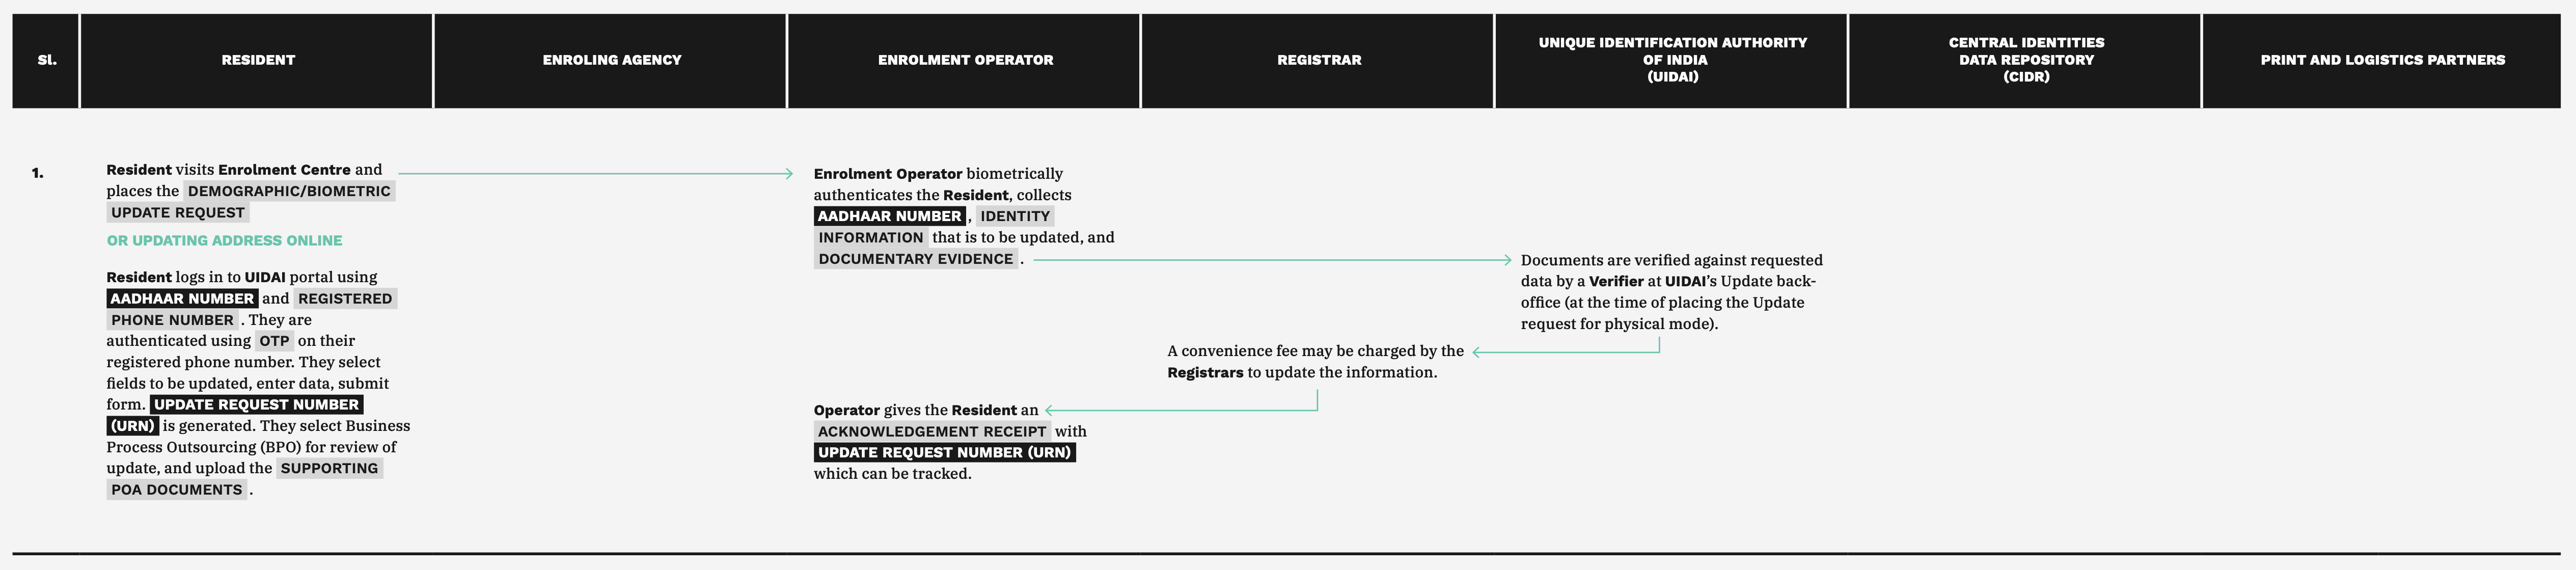 Sl.
RESIDENT
ENROLING AGENCY
ENROLMENT OPERATOR
REGISTRAR
UNIQUE IDENTIFICATION AUTHORITY
OF INDIA
(UIDAI)
CENTRAL IDENTITIES
DATA REPOSITORY
(CIDR)
PRINT AND LOGISTICS PARTNERS
1.
Resident visits Enrolment Centre and
places the DEMOGRAPHIC/BIOMETRIC
UPDATE REQUEST
OR UPDATING ADDRESS ONLINE
Resident logs in to UIDAI portal using
AADHAAR NUMBER and REGISTERED
PHONE NUMBER. They are
authenticated using OTP on their
registered phone number. They select
fields to be updated, enter data, submit
form. UPDATE REQUEST NUMBER
(URN) is generated. They select Business
Process Outsourcing (BPO) for review of
update, and upload the SUPPORTING
POA DOCUMENTS.
Enrolment Operator biometrically
authenticates the Resident, collects
AADHAAR NUMBER, IDENTITY
INFORMATION that is to be updated, and
DOCUMENTARY EVIDENCE.
Documents are verified against requested
data by a Verifier at UIDAI's Update back-
office (at the time of placing the Update
request for physical mode).
A convenience fee may be charged by the
Registrars to update the information.
Operator gives the Resident an
ACKNOWLEDGEMENT RECEIPT with
UPDATE REQUEST NUMBER (URN)
which can be tracked.